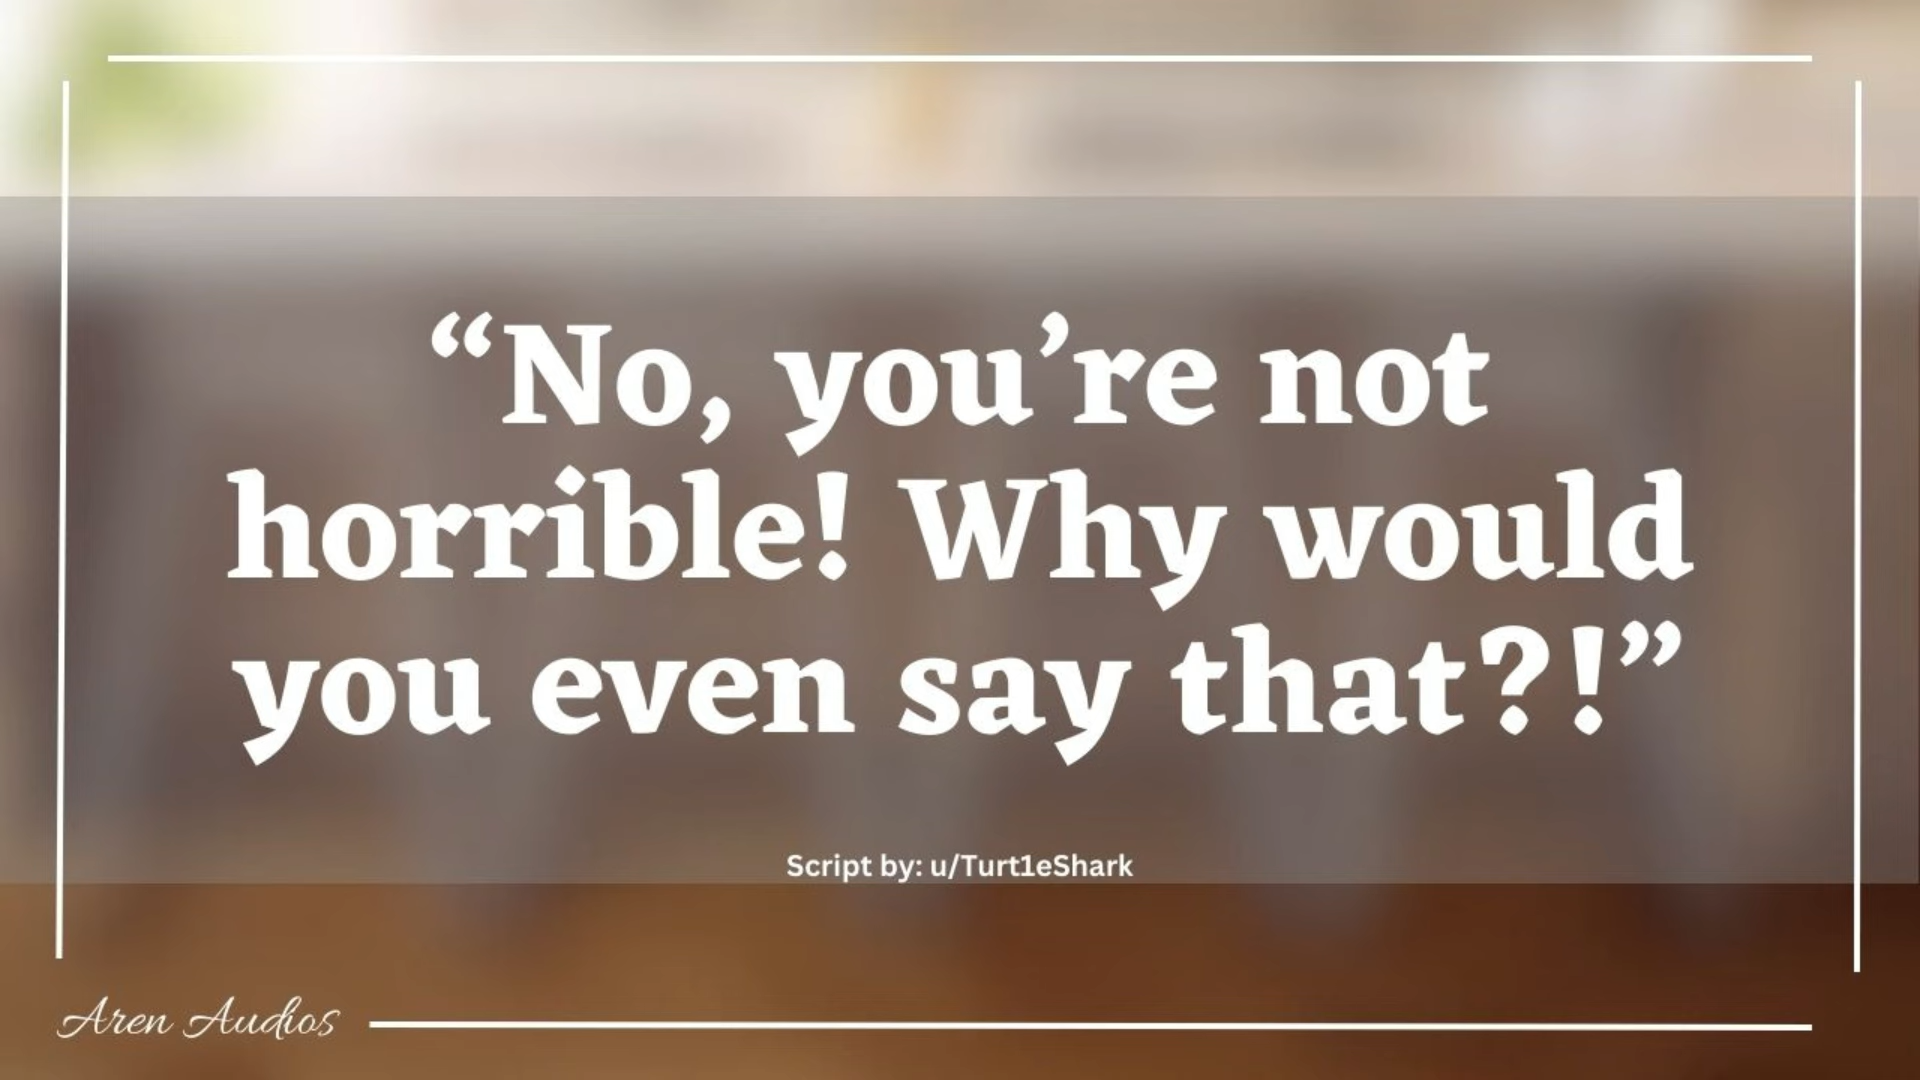 “No, you’re not
horrible! Why would
you even say that?!”
Script by: u/Turt1eShark
Aren Audios